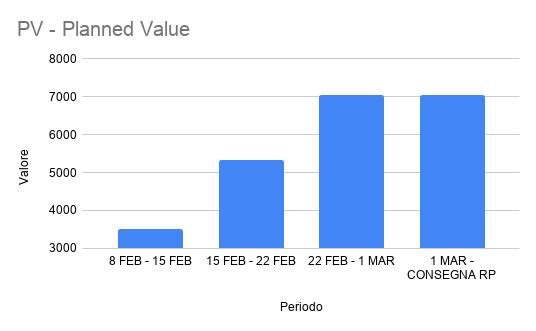 PV - Planned Value
8000
7000
6000
5000
4000
3000
Valore
8 FEB - 15 FEB
15 FEB - 22 FEB
22 FEB - 1 MAR
1 MAR -
CONSEGNA RP
Periodo